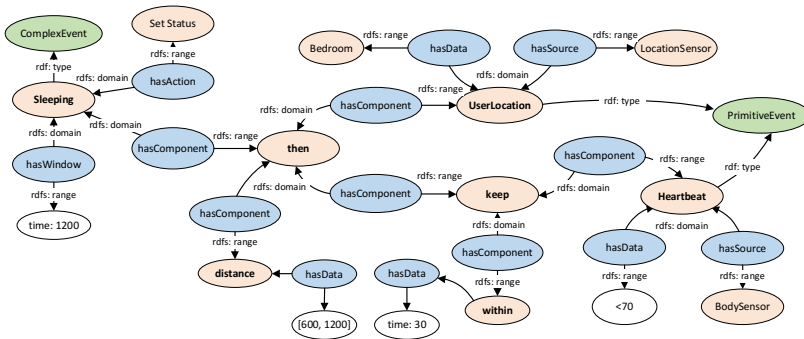 ComplexEvent
Set Status
rdfs: range
rdf: type
rdfs: domain
hasAction
Sleeping
rdfs: domain
rdfs: domain
hasWindow
rdfs: range
time: 1200
hasComponent
rdfs: range
then
rdfs: domain
hasComponent
rdfs: range
Bedroom
hasData
hasSource
rdfs: range
LocationSensor
rdfs: domain
UserLocation
rdf: type
PrimitiveEvent
rdfs: domain
hasComponent
rdfs: range
distance
hasData
[600, 1200]
hasComponent
rdfs: range
keep
rdfs: domain
hasComponent
rdfs: range
within
hasData
time: 30
rdfs: domain
hasComponent
rdfs: range
rdf: type
Heartbeat
hasData
rdfs: domain
hasSource
rdfs: range
rdfs: range
<70
BodySensor